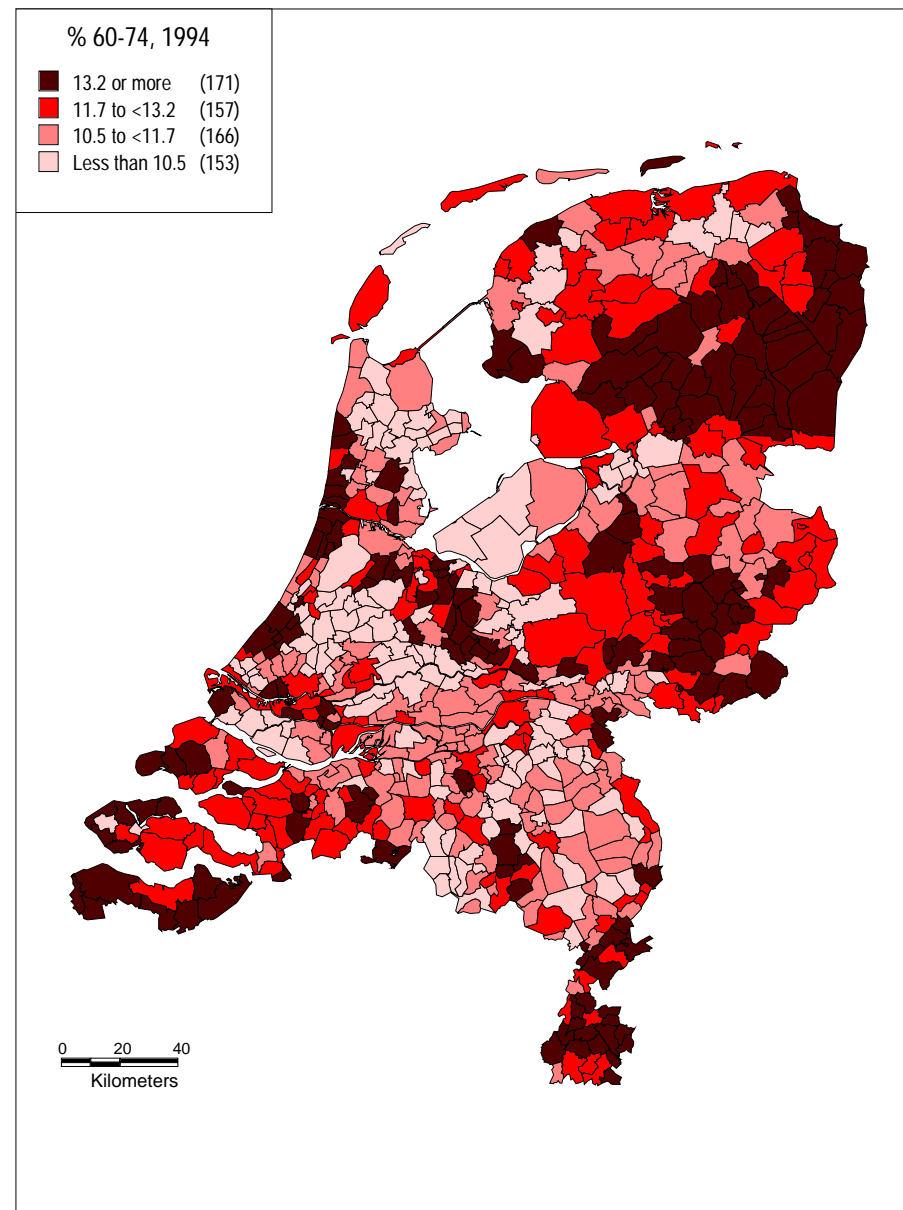 % 60-74, 1994
13.2 or more (171)
11.7 to <13.2 (157)
10.5 to <11.7 (166)
Less than 10.5 (153)
0 20 40
Kilometers